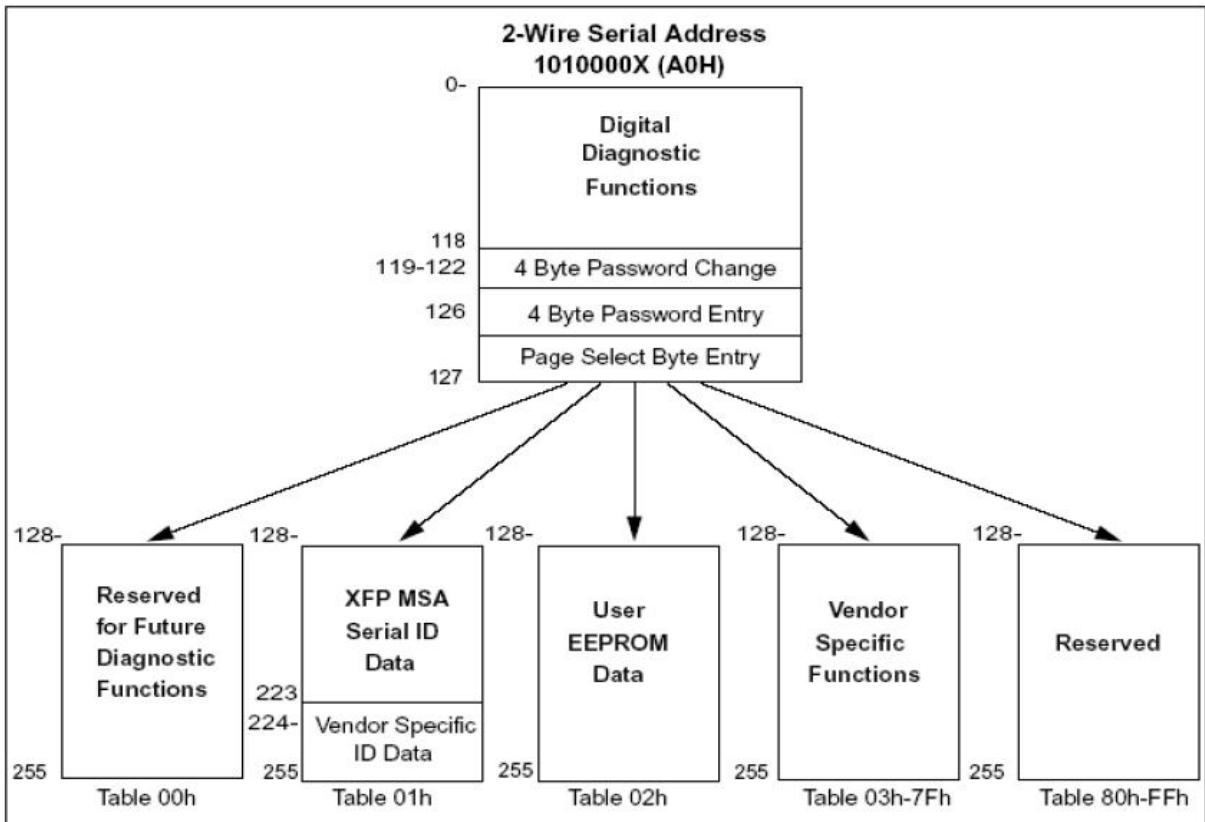 2-Wire Serial Address
1010000X (A0H)
0-
Digital
Diagnostic
Functions
118
119-122
4 Byte Password Change
126
4 Byte Password Entry
Page Select Byte Entry
127
128-
Reserved
for Future
Diagnostic
Functions
255
Table 00h
128-
XFP MSA
Serial ID
Data
223
224-
Vendor Specific
ID Data
255
Table 01h
128-
User
EEPROM
Data
255
Table 02h
128-
Vendor
Specific
Functions
255
Table 03h-7Fh
128-
Reserved
255
Table 80h-FFh